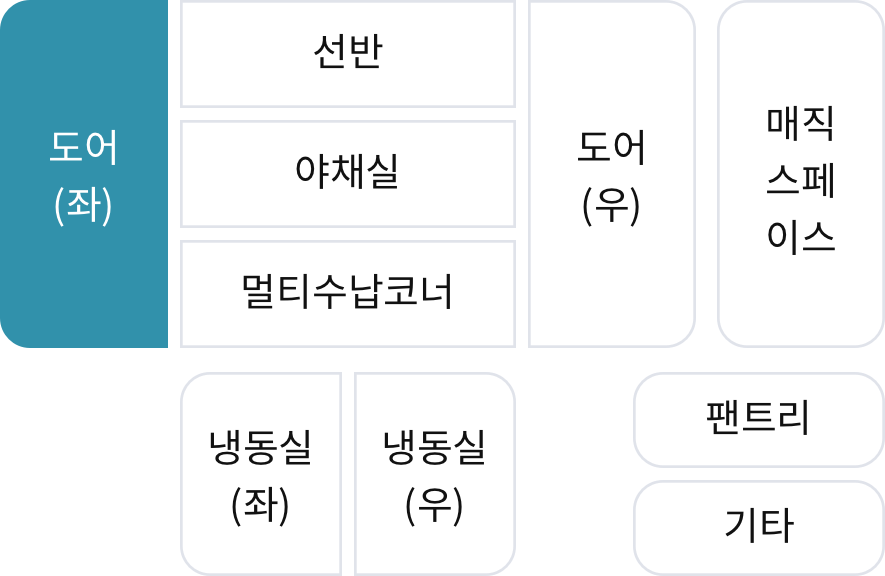 도어
(좌)
선반
야채실
멀티수납코너
도어
(우)
매직
스페
이스
냉동실
(좌)
냉동실
(우)
팬트리
기타